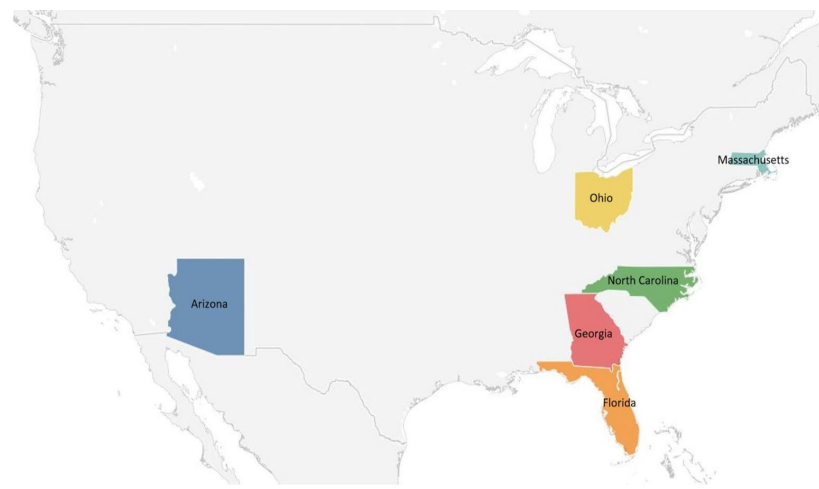 Massachusetts
Ohio
North Carolina
Arizona
Georgia
Florida